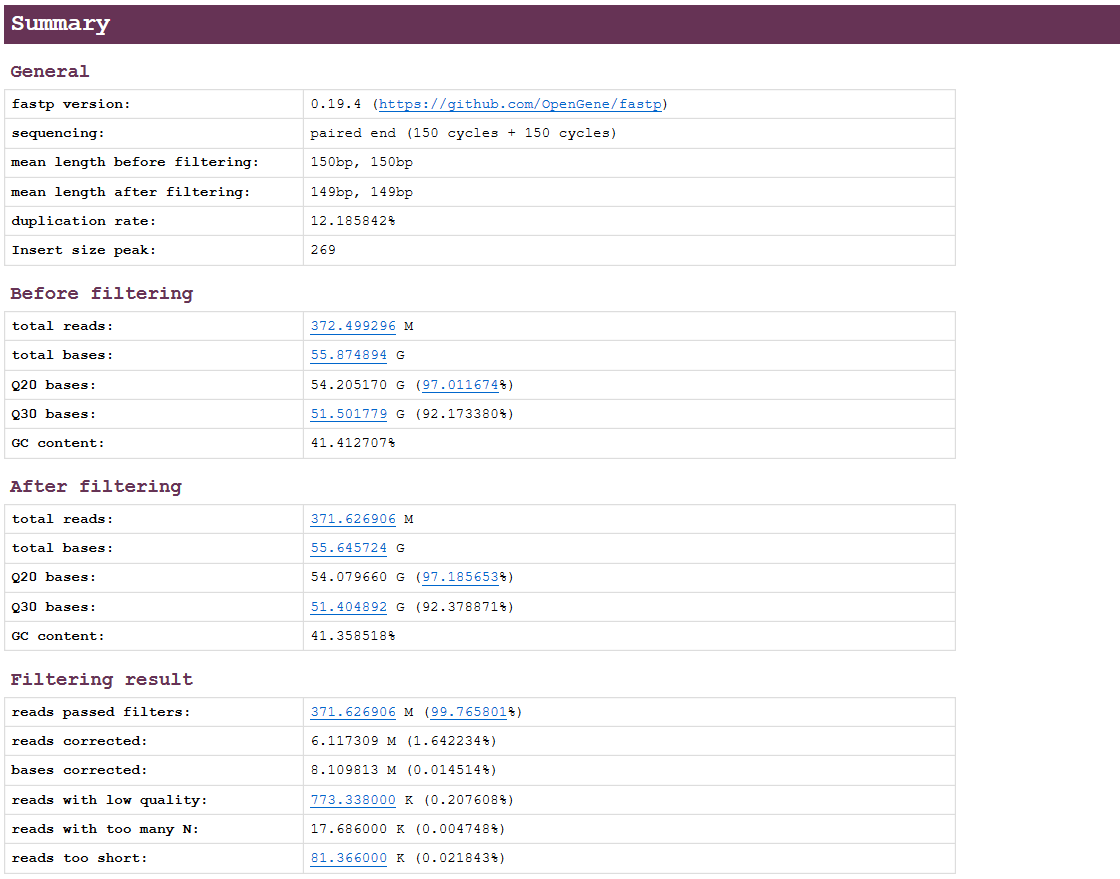 Summary
General
fastp version: 0.19.4 (https://github.com/OpenGene/fastp)
sequencing: paired end (150 cycles + 150 cycles)
mean length before filtering: 150bp, 150bp
mean length after filtering: 149bp, 149bp
duplication rate: 12.185842%
Insert size peak: 269
Before filtering
total reads: 372.499296 M
total bases: 55.874894 G
Q20 bases: 54.205170 G (97.011674%)
Q30 bases: 51.501779 G (92.173380%)
GC content: 41.412707%
After filtering
total reads: 371.626906 M
total bases: 55.645724 G
Q20 bases: 54.079660 G (97.185653%)
Q30 bases: 51.404892 G (92.378871%)
GC content: 41.358518%
Filtering result
reads passed filters: 371.626906 M (99.765801%)
reads corrected: 6.117309 M (1.642234%)
bases corrected: 8.109813 M (0.014514%)
reads with low quality: 773.338000 K (0.207608%)
reads with too many N: 17.686000 K (0.004748%)
reads too short: 81.366000 K (0.021843%)